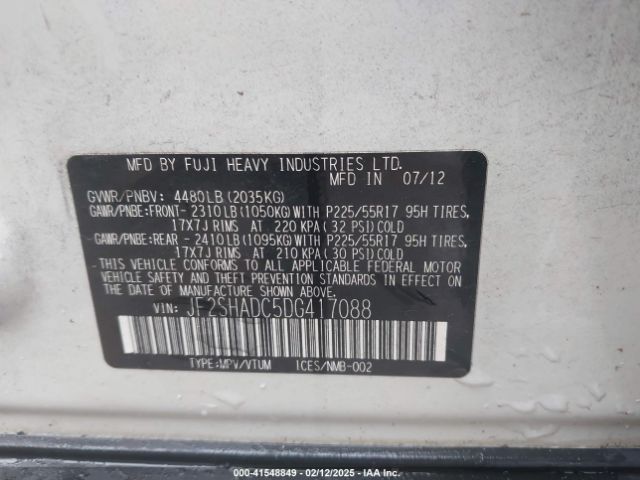 MFD BY FUJI HEAVY INDUSTRIES LTD.
MFD IN 07/12
GVWR/PNBV: 4480LB(2035KG)
GAWR/PNBE:FRONT- 2310LB(1050KG)WITH P225/55R17 95H TIRES,
17X7J RIMS AT 220 KPA(32 PSI)COLD
GAWR/PNBE:REAR -2410LB(1095KG)WITH P225/55R17 95H TIRES,
17X7J RIMS AT 210 KPA(30 PSI)COLD
THIS VEHICLE CONFORMS TO ALL APPLICABLE FEDERAL MOTOR
VEHICLE SAFETY AND THEFT PREVENTION STANDARDS IN EFFECT ON
THE DATE OF MANUFACTURE SHOWN ABOVE.
VIN: JF2SHADC5DG417088
TYPE:MPV/VTUM ICES/NMB-002
000-41548849 - 02/12/2025 - IAA Inc.